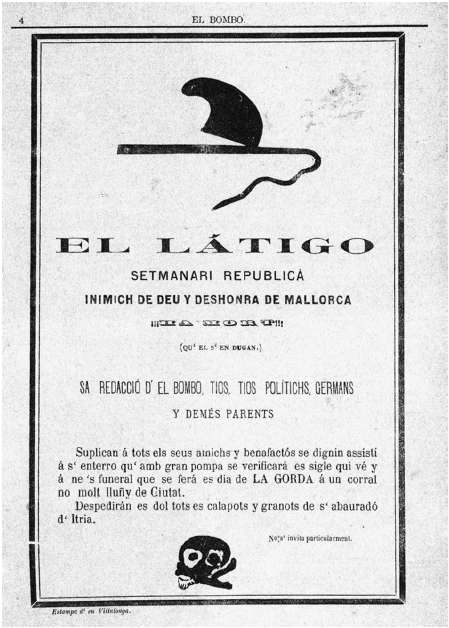 4
EL BOMBO.
EL LÁTIGO
SETMANARI REPUBLICÁ
INIMICH DE DEU Y DESHONRA DE MALLORCA
¡¡¡HA MORT!!!
(QU' EL S' EN DUGAN.)
SA REDACCIÓ D' EL BOMBO, TIOS, TIOS POLÍTICHS, GERMANS
Y DEMÉS PARENTS
Suplican á tots els seus amichs y benafactós se dignin assistí
á s' enterro qu' amb gran pompa se verificará es sigle qui vé y
á ne 's funeral que se ferá es dia de LA GORDA á un corral
no molt lluñy de Ciutat.
Despedirán es dol tots es calapots y granots de s' abauradó
d' Itria.
No's' invita particularment.
Estampa d' en Villalonga.